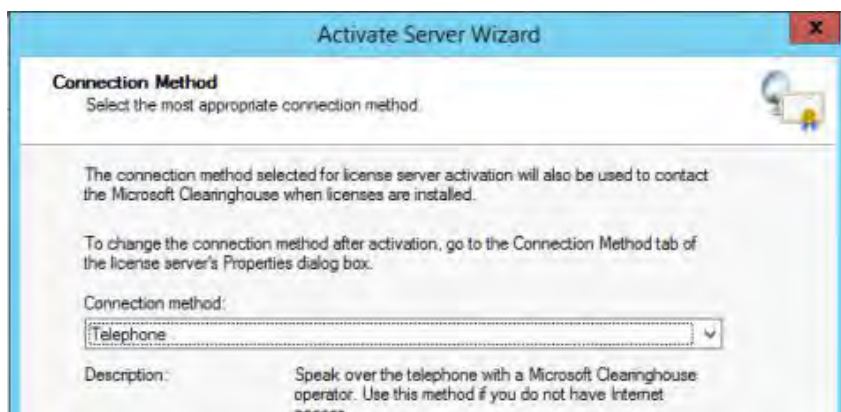 Activate Server Wizard
x
Connection Method
Select the most appropriate connection method.
The connection method selected for license server activation will also be used to contact
the Microsoft Clearinghouse when licenses are installed.
To change the connection method after activation, go to the Connection Method tab of
the license server's Properties dialog box.
Connection method:
Telephone
Description:
Speak over the telephone with a Microsoft Clearinghouse
operator. Use this method if you do not have Internet